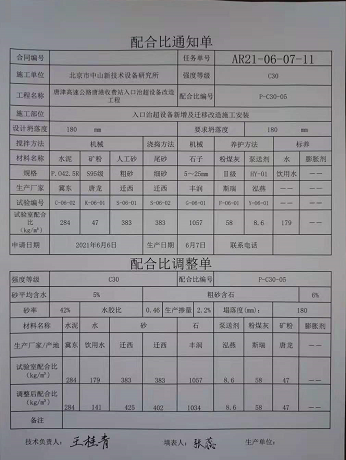 配合比通知单
合同编号 任务单号 AR21-06-07-11
施工单位 北京市中山新技术设备研究所 强度等级 C30
工程名称 唐津高速公路唐港收费站入口治超设备改造工程 配合比编号 P-C30-05
施工部位 入口治超设备新增及迁移改造施工安装
设计坍落度 180 mm 要求坍落度 180 mm
搅拌方法 机械 浇捣方法 机械 养护方法 标养
材料名称 水泥 矿粉 人工砂 尾砂 石子 粉煤灰 泵送剂 水 膨胀剂
规格 P.O42.5R S95级 粗砂 细砂 5~25mm II级 HY-01 饮用水 ——
生产厂家 冀东 唐龙 迁西 迁西 丰润 斯瑞 泓燕 —— ——
试验编号 C-06-02 K-06-01 S-06-01 S-06-01 G-06-01 —— ——
试验室配合比(kg/m³) 284 47 383 383 1057 58 8.6 179 ——
申请日期 2021年6月6日 生产日期 6月7日 联系电话
配合比调整单
强度等级 C30 配合比编号 P-C30-05
砂平均含水 5% 粗砂含石 6%
砂率 42% 水胶比 0.46 生产掺量 2.2% 塌落度(mm): 180
材料名称 水泥 水 砂 石 泵送剂 粉煤灰 矿粉 膨胀剂
生产厂家/产地 冀东 饮用水 迁西 迁西 丰润 泓燕 斯瑞 唐龙 ——
试验室配合比(kg/m³) 284 179 383 383 1057 8.6 58 47 ——
调整后配合比(kg/m³) 284 141 425 402 1034 8.6 58 47 ——
备注
技术负责人: 王桂青 填表人: 张蕊 生产单位: